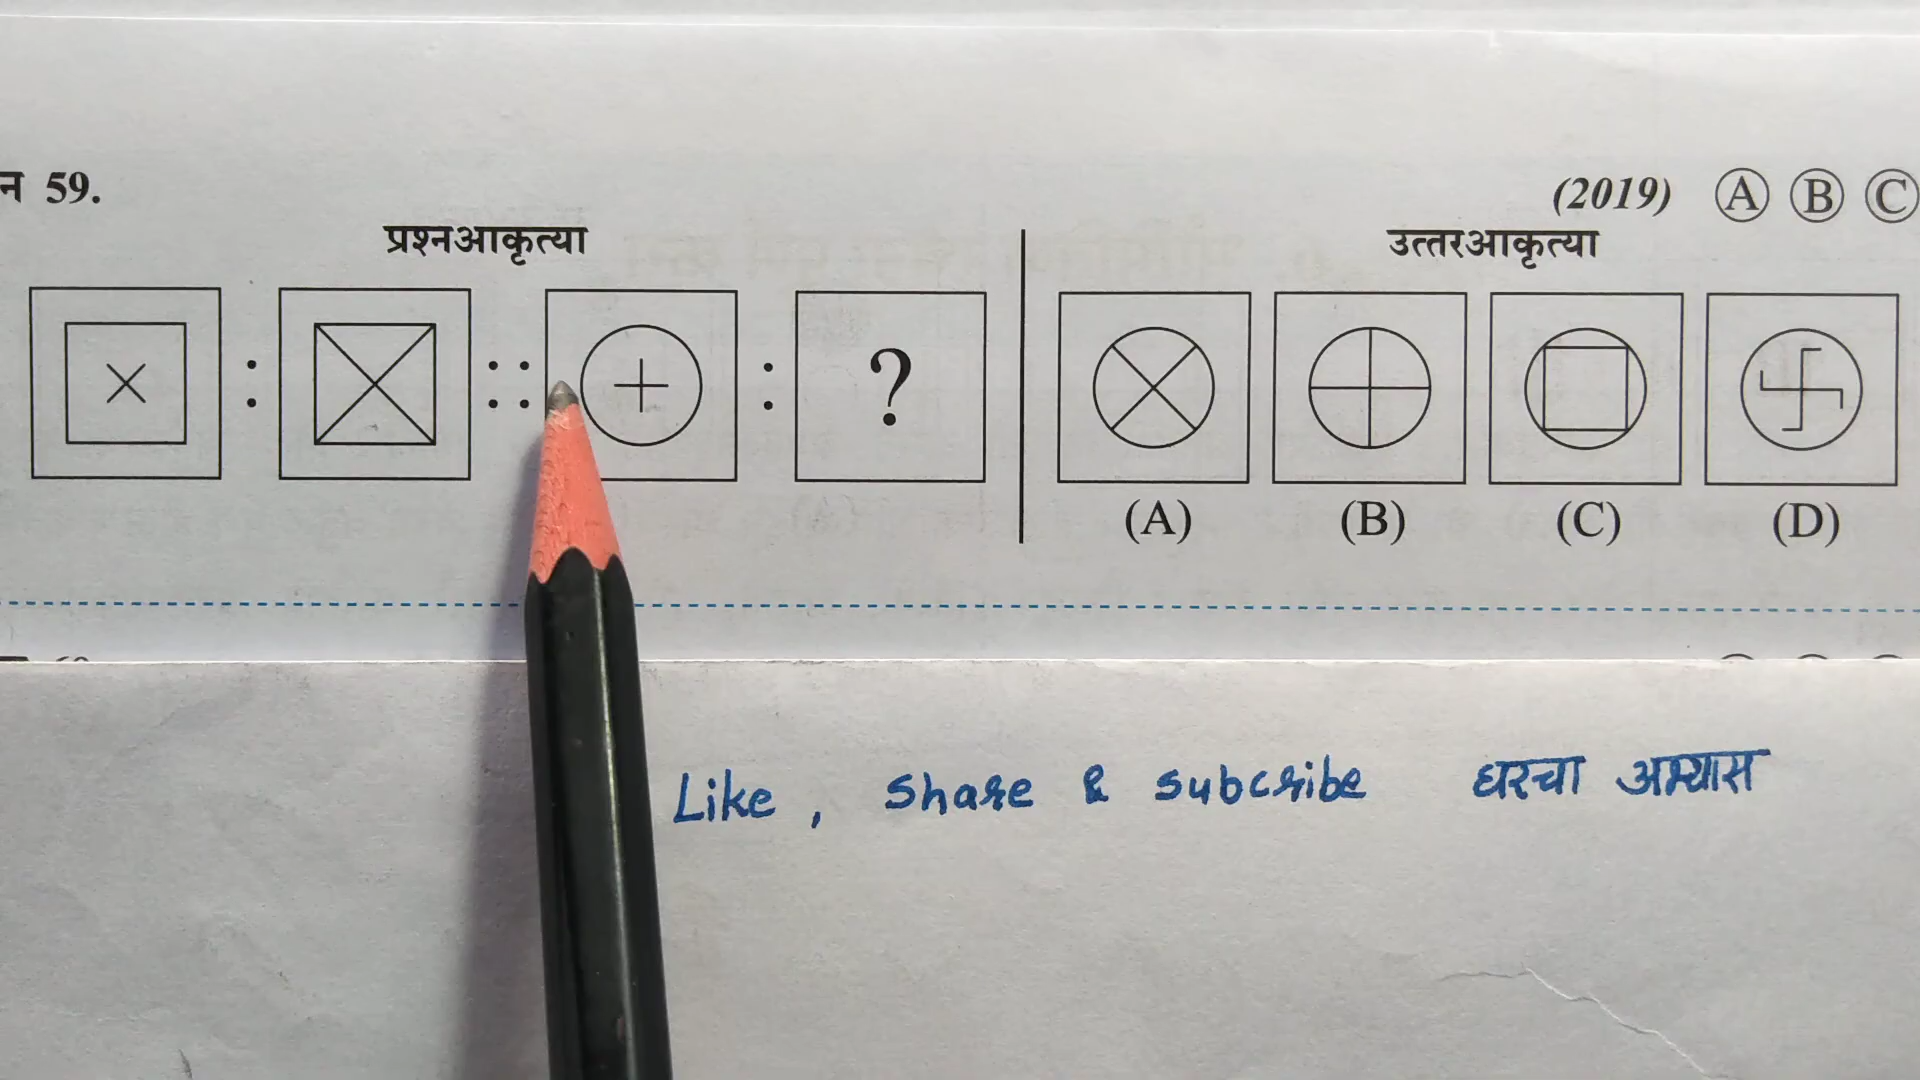 न 59.
(2019) Ⓐ Ⓑ Ⓒ
प्रश्नआकृत्या
उत्तरआकृत्या
: :: : ?
(A) (B) (C) (D)
Like , Share & subcribe घरचा अभ्यास